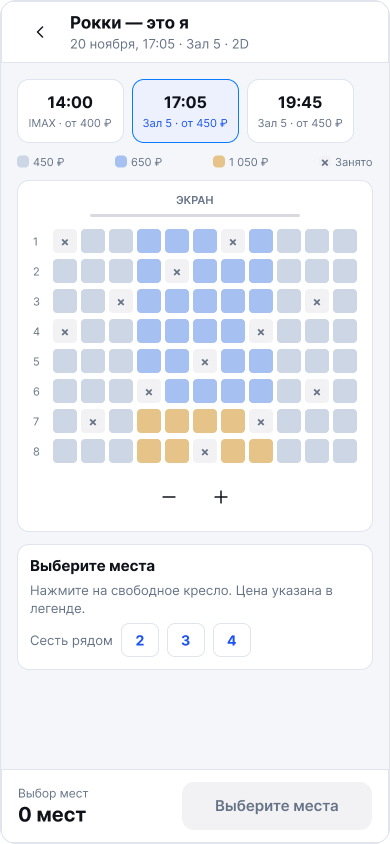 Рокки — это я
20 ноября, 17:05 · Зал 5 · 2D
14:00
IMAX · от 400 ₽
17:05
Зал 5 · от 450 ₽
19:45
Зал 5 · от 450 ₽
450 ₽
650 ₽
1 050 ₽
× Занято
ЭКРАН
1 × ×
2 ×
3 × ×
4 × ×
5 ×
6 × ×
7 × ×
8 ×
− +
Выберите места
Нажмите на свободное кресло. Цена указана в
легенде.
Сесть рядом 2 3 4
Выбор мест
0 мест
Выберите места